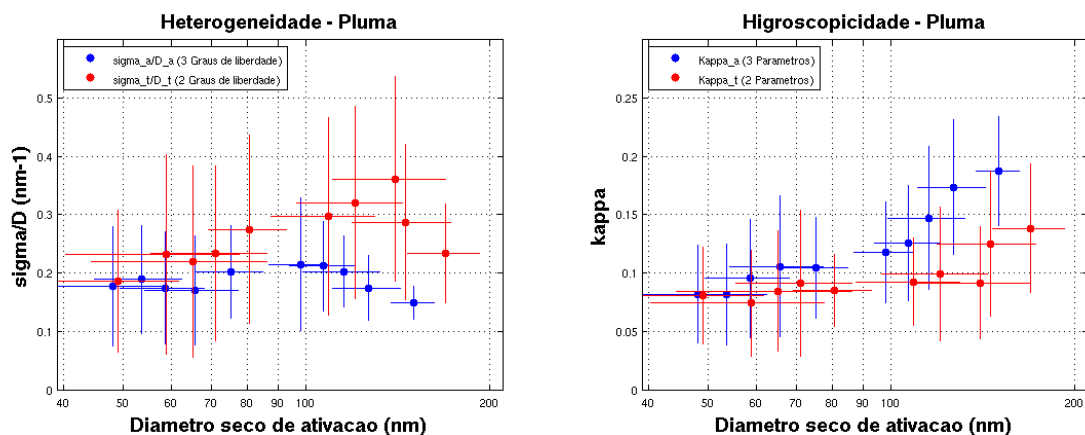 Heterogeneidade - Pluma
sigma_a/D_a (3 Graus de liberdade)
sigma_t/D_t (2 Graus de liberdade)
0.5
0.4
0.3
0.2
0.1
0
sigma/D (nm-1)
40 50 60 70 80 100 200
Diametro seco de ativacao (nm)
Higroscopicidade - Pluma
Kappa_a (3 Parametros)
Kappa_t (2 Parametros)
0.25
0.2
0.15
0.1
0.05
0
kappa
40 50 60 70 80 100 200
Diametro seco de ativacao (nm)